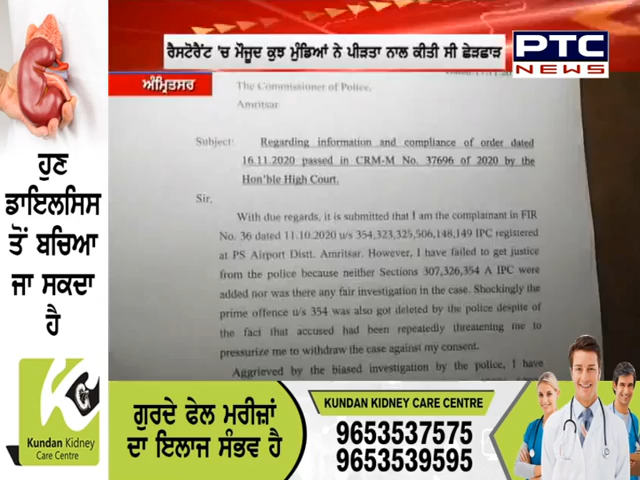 ਰੈਸਟੋਰੈਂਟ 'ਚ ਮੌਜੂਦ ਕੁਝ ਮੁੰਡਿਆਂ ਨੇ ਪੀੜਤਾ ਨਾਲ ਕੀਤੀ ਸੀ ਛੇੜਛਾੜ
PTC
NEWS
ਅੰਮ੍ਰਿਤਸਰ
The Commissioner of Police,
Amritsar
Subject: Regarding information and compliance of order dated
16.11.2020 passed in CRM-M No. 37696 of 2020 by the
Hon'ble High Court.
Sir,
With due regards, it is submitted that I am the complainant in FIR
No. 36 dated 11.10.2020 u/s 354,323,325,506,148,149 IPC registered
at PS Airport Distt. Amritsar. However, I have failed to get justice
from the police because neither Sections 307,326,354 A IPC were
added nor was there any fair investigation in the case. Shockingly the
prime offence u/s 354 was also got deleted by the police despite of
the fact that accused had been repeatedly threatening me to
pressurize me to withdraw the case against my consent.
Aggrieved by the biased investigation by the police, I have
ਹੁਣ
ਡਾਇਲਸਿਸ
ਤੋਂ ਬਚਿਆ
ਜਾ ਸਕਦਾ
ਹੈ
Kundan Kidney
Care Centre
ਗੁਰਦੇ ਫੇਲ ਮਰੀਜ਼ਾਂ
ਦਾ ਇਲਾਜ ਸੰਭਵ ਹੈ
KUNDAN KIDNEY CARE CENTRE
9653537575
9653539595